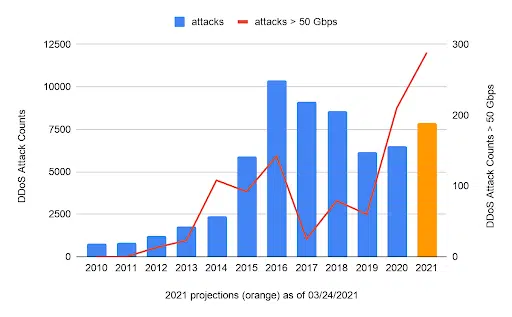 attacks attacks > 50 Gbps
DDoS Attack Counts
12500
10000
7500
5000
2500
0
300
200
100
0
DDoS Attack Counts > 50 Gbps
2010 2011 2012 2013 2014 2015 2016 2017 2018 2019 2020 2021
2021 projections (orange) as of 03/24/2021